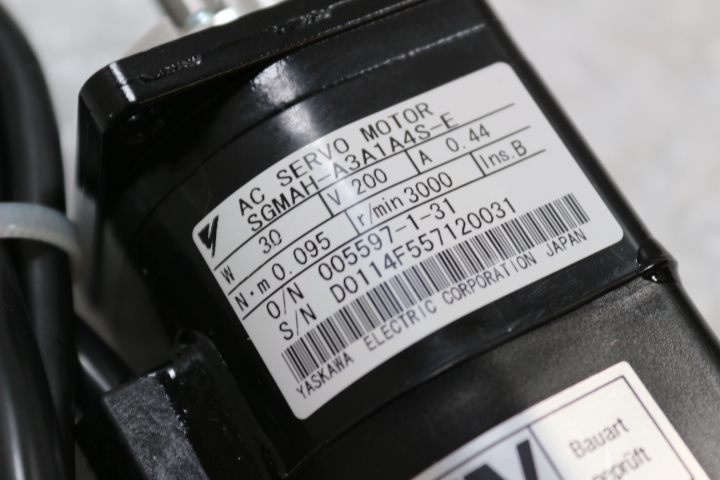 AC SERVO MOTOR
SGMAH-A3A1A4S-E
W 30 V 200 A 0.44
N·m 0.095 r/min 3000 Ins. B
O/N 005597-1-31
S/N D0114F557120031
YASKAWA ELECTRIC CORPORATION JAPAN
Bauart